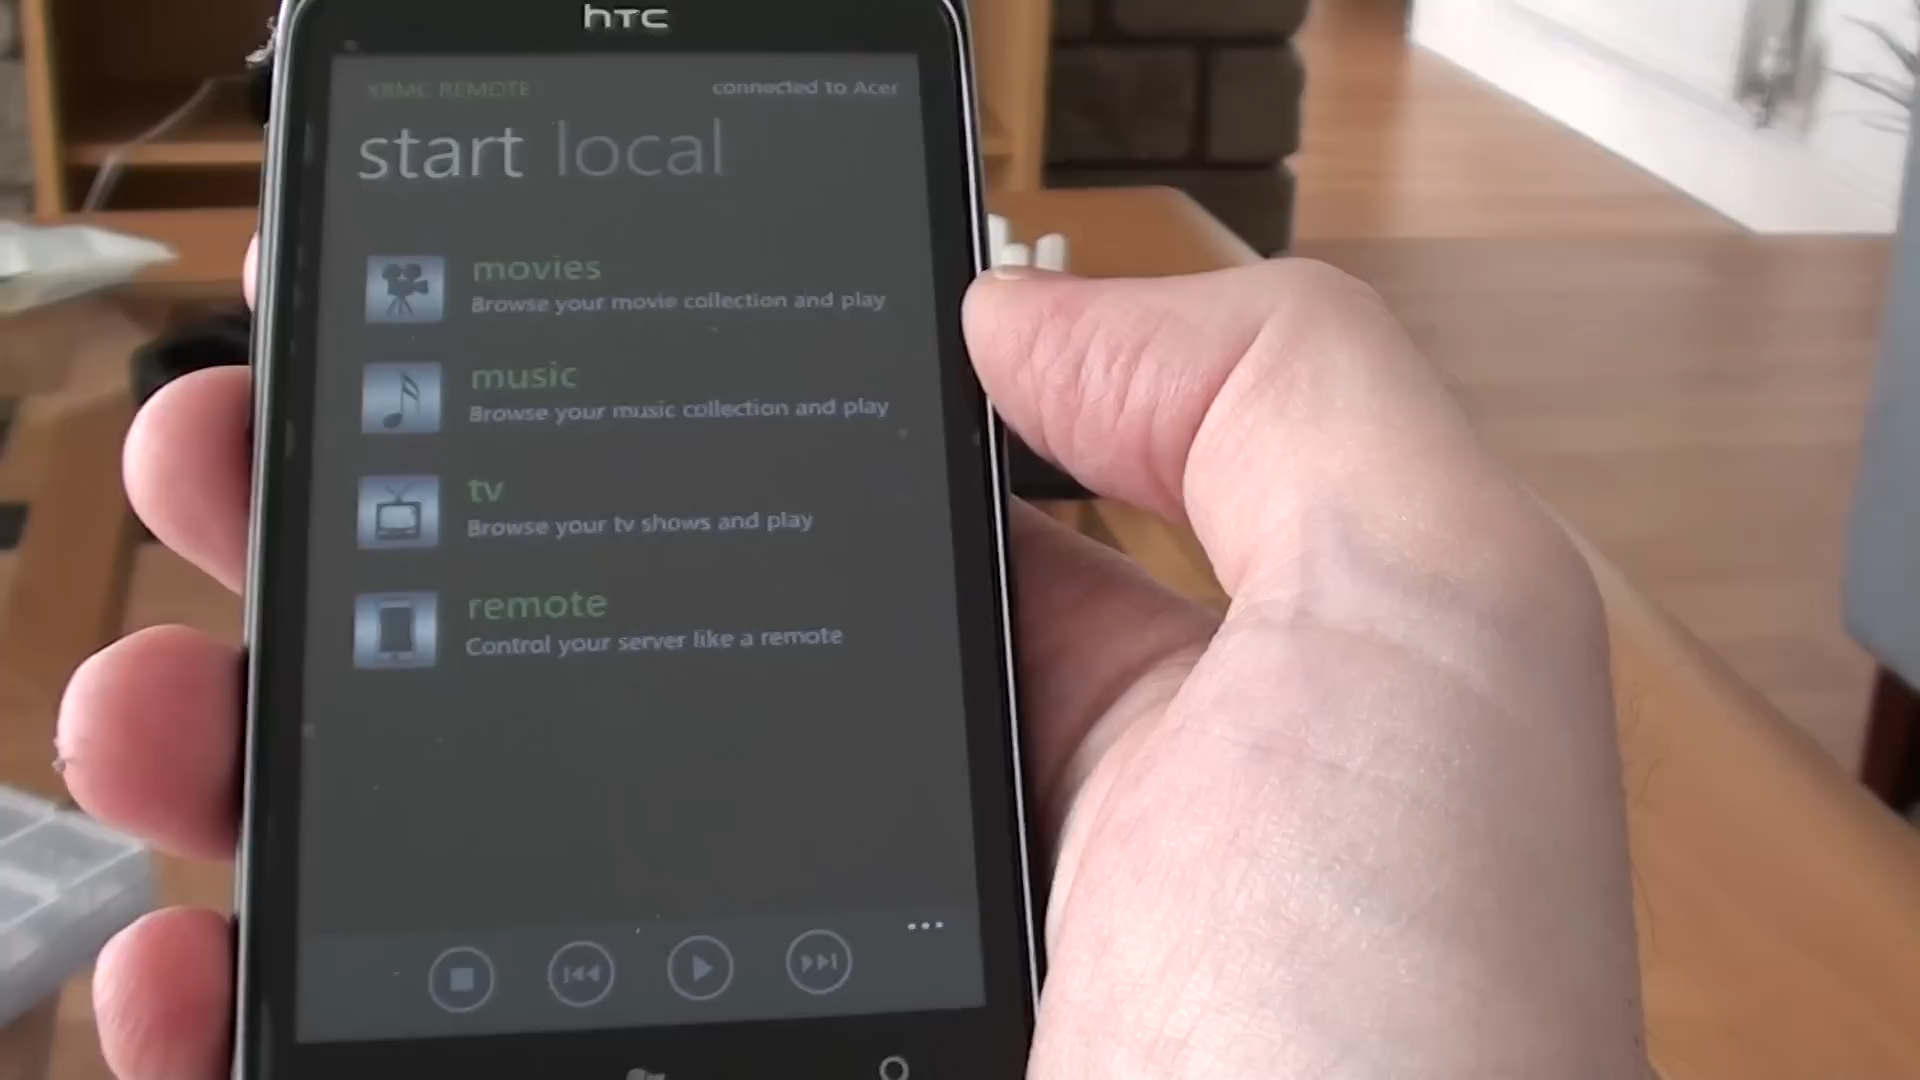 hTC
XBMC REMOTE
connected to Acer
start local
movies
Browse your movie collection and play
music
Browse your music collection and play
tv
Browse your tv shows and play
remote
Control your server like a remote